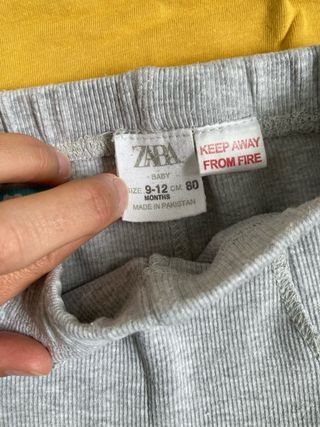 ZARA
- BABY -
SIZE. 9-12 CM. 80
MONTHS
MADE IN PAKISTAN
KEEP AWAY
FROM FIRE